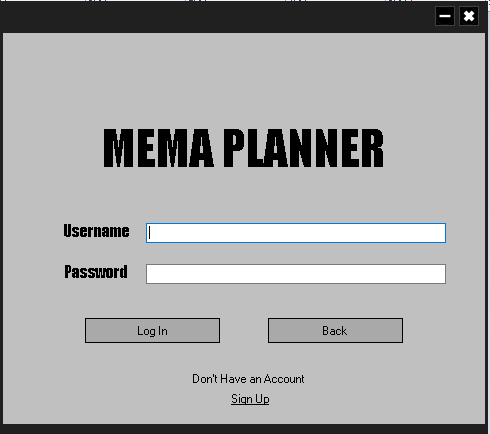 MEMA PLANNER
Username
Password
Log In
Back
Don't Have an Account
Sign Up